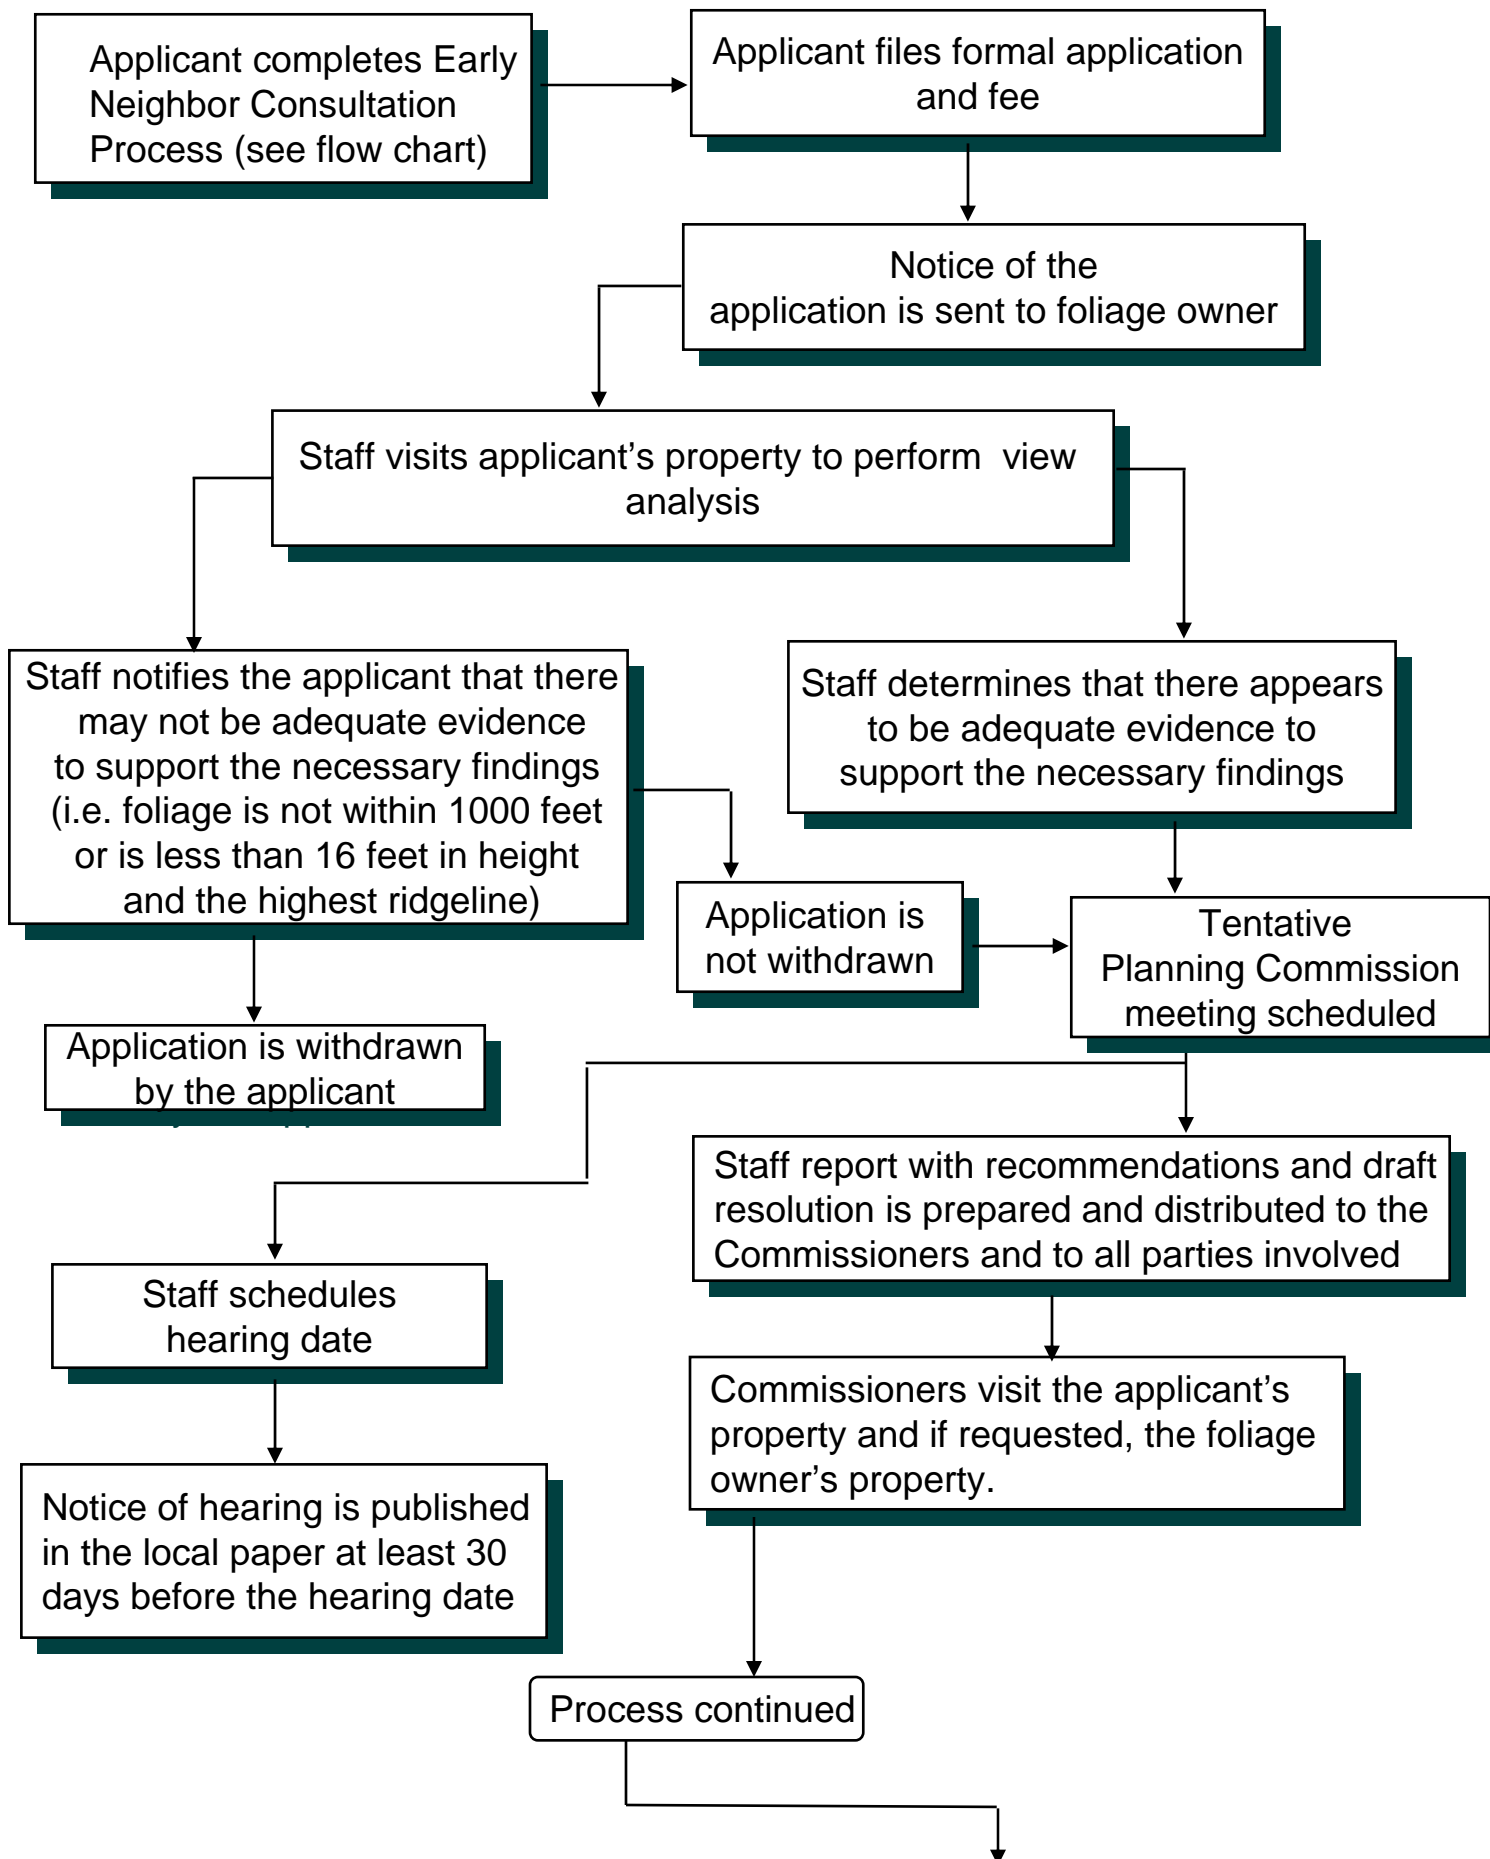 Applicant completes Early
Neighbor Consultation
Process (see flow chart)
Applicant files formal application
and fee
Notice of the
application is sent to foliage owner
Staff visits applicant’s property to perform view
analysis
Staff notifies the applicant that there
may not be adequate evidence
to support the necessary findings
(i.e. foliage is not within 1000 feet
or is less than 16 feet in height
and the highest ridgeline)
Staff determines that there appears
to be adequate evidence to
support the necessary findings
Application is
not withdrawn
Tentative
Planning Commission
meeting scheduled
Application is withdrawn
by the applicant
Staff report with recommendations and draft
resolution is prepared and distributed to the
Commissioners and to all parties involved
Staff schedules
hearing date
Commissioners visit the applicant’s
property and if requested, the foliage
owner’s property.
Notice of hearing is published
in the local paper at least 30
days before the hearing date
Process continued